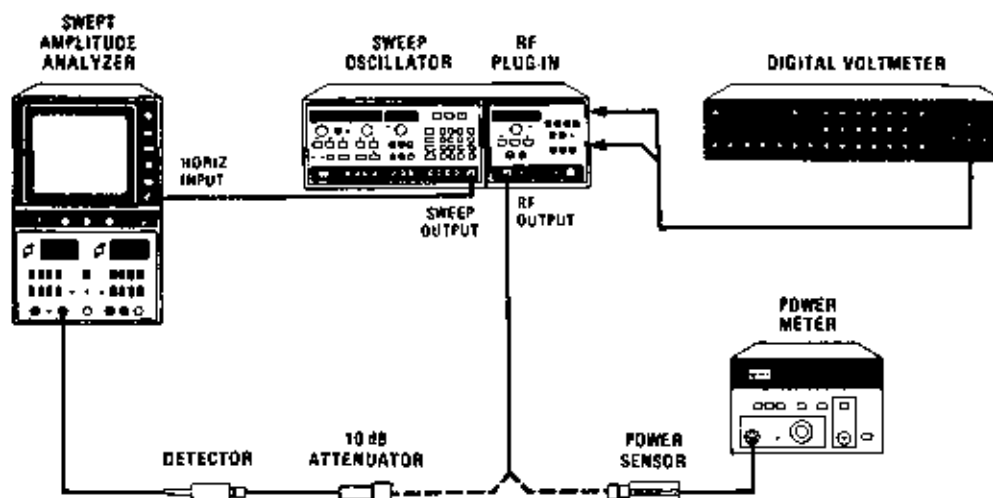 SWEPT
AMPLITUDE
ANALYZER
SWEEP
OSCILLATOR
RF
PLUG-IN
DIGITAL VOLTMETER
HORIZ
INPUT
SWEEP
OUTPUT
RF
OUTPUT
POWER
METER
DETECTOR
10 dB
ATTENUATOR
POWER
SENSOR